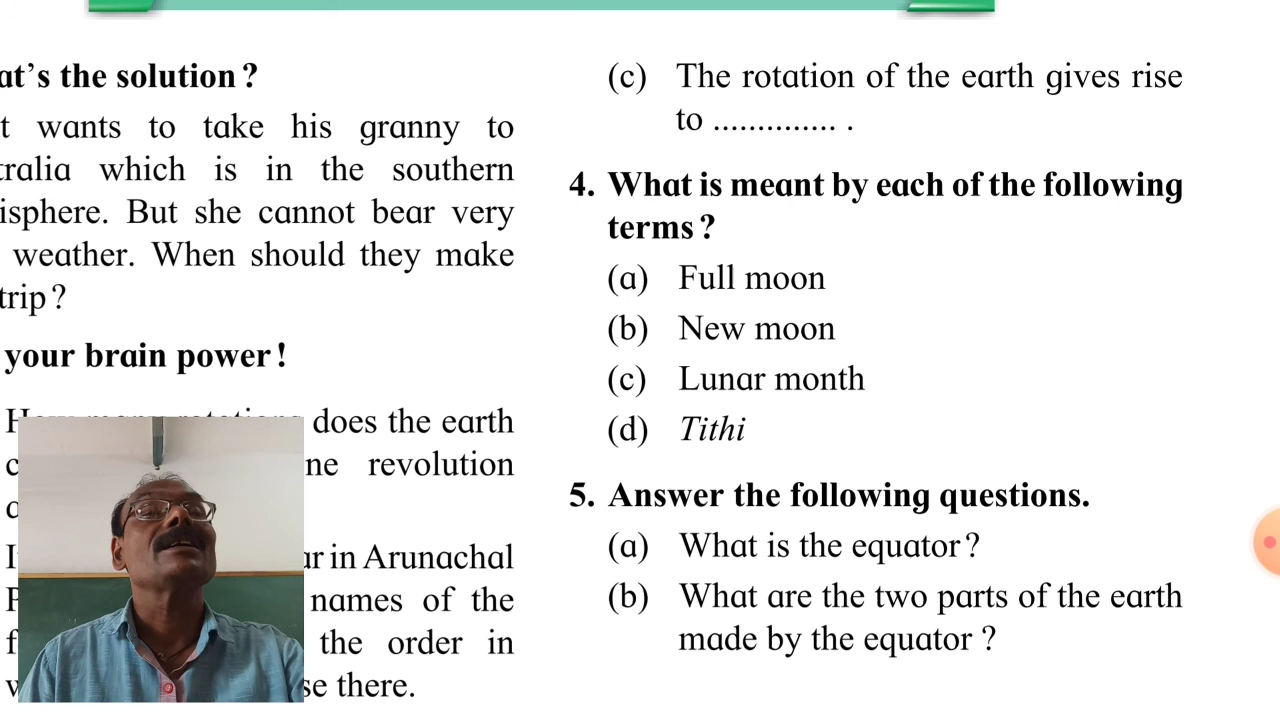 at's the solution?
t wants to take his granny to
tralia which is in the southern
isphere. But she cannot bear very
weather. When should they make
trip?
your brain power!
does the earth
ne revolution
ar in Arunachal
names of the
the order in
se there.
(c) The rotation of the earth gives rise
to .............. .
4. What is meant by each of the following
terms?
(a) Full moon
(b) New moon
(c) Lunar month
(d) Tithi
5. Answer the following questions.
(a) What is the equator?
(b) What are the two parts of the earth
made by the equator ?